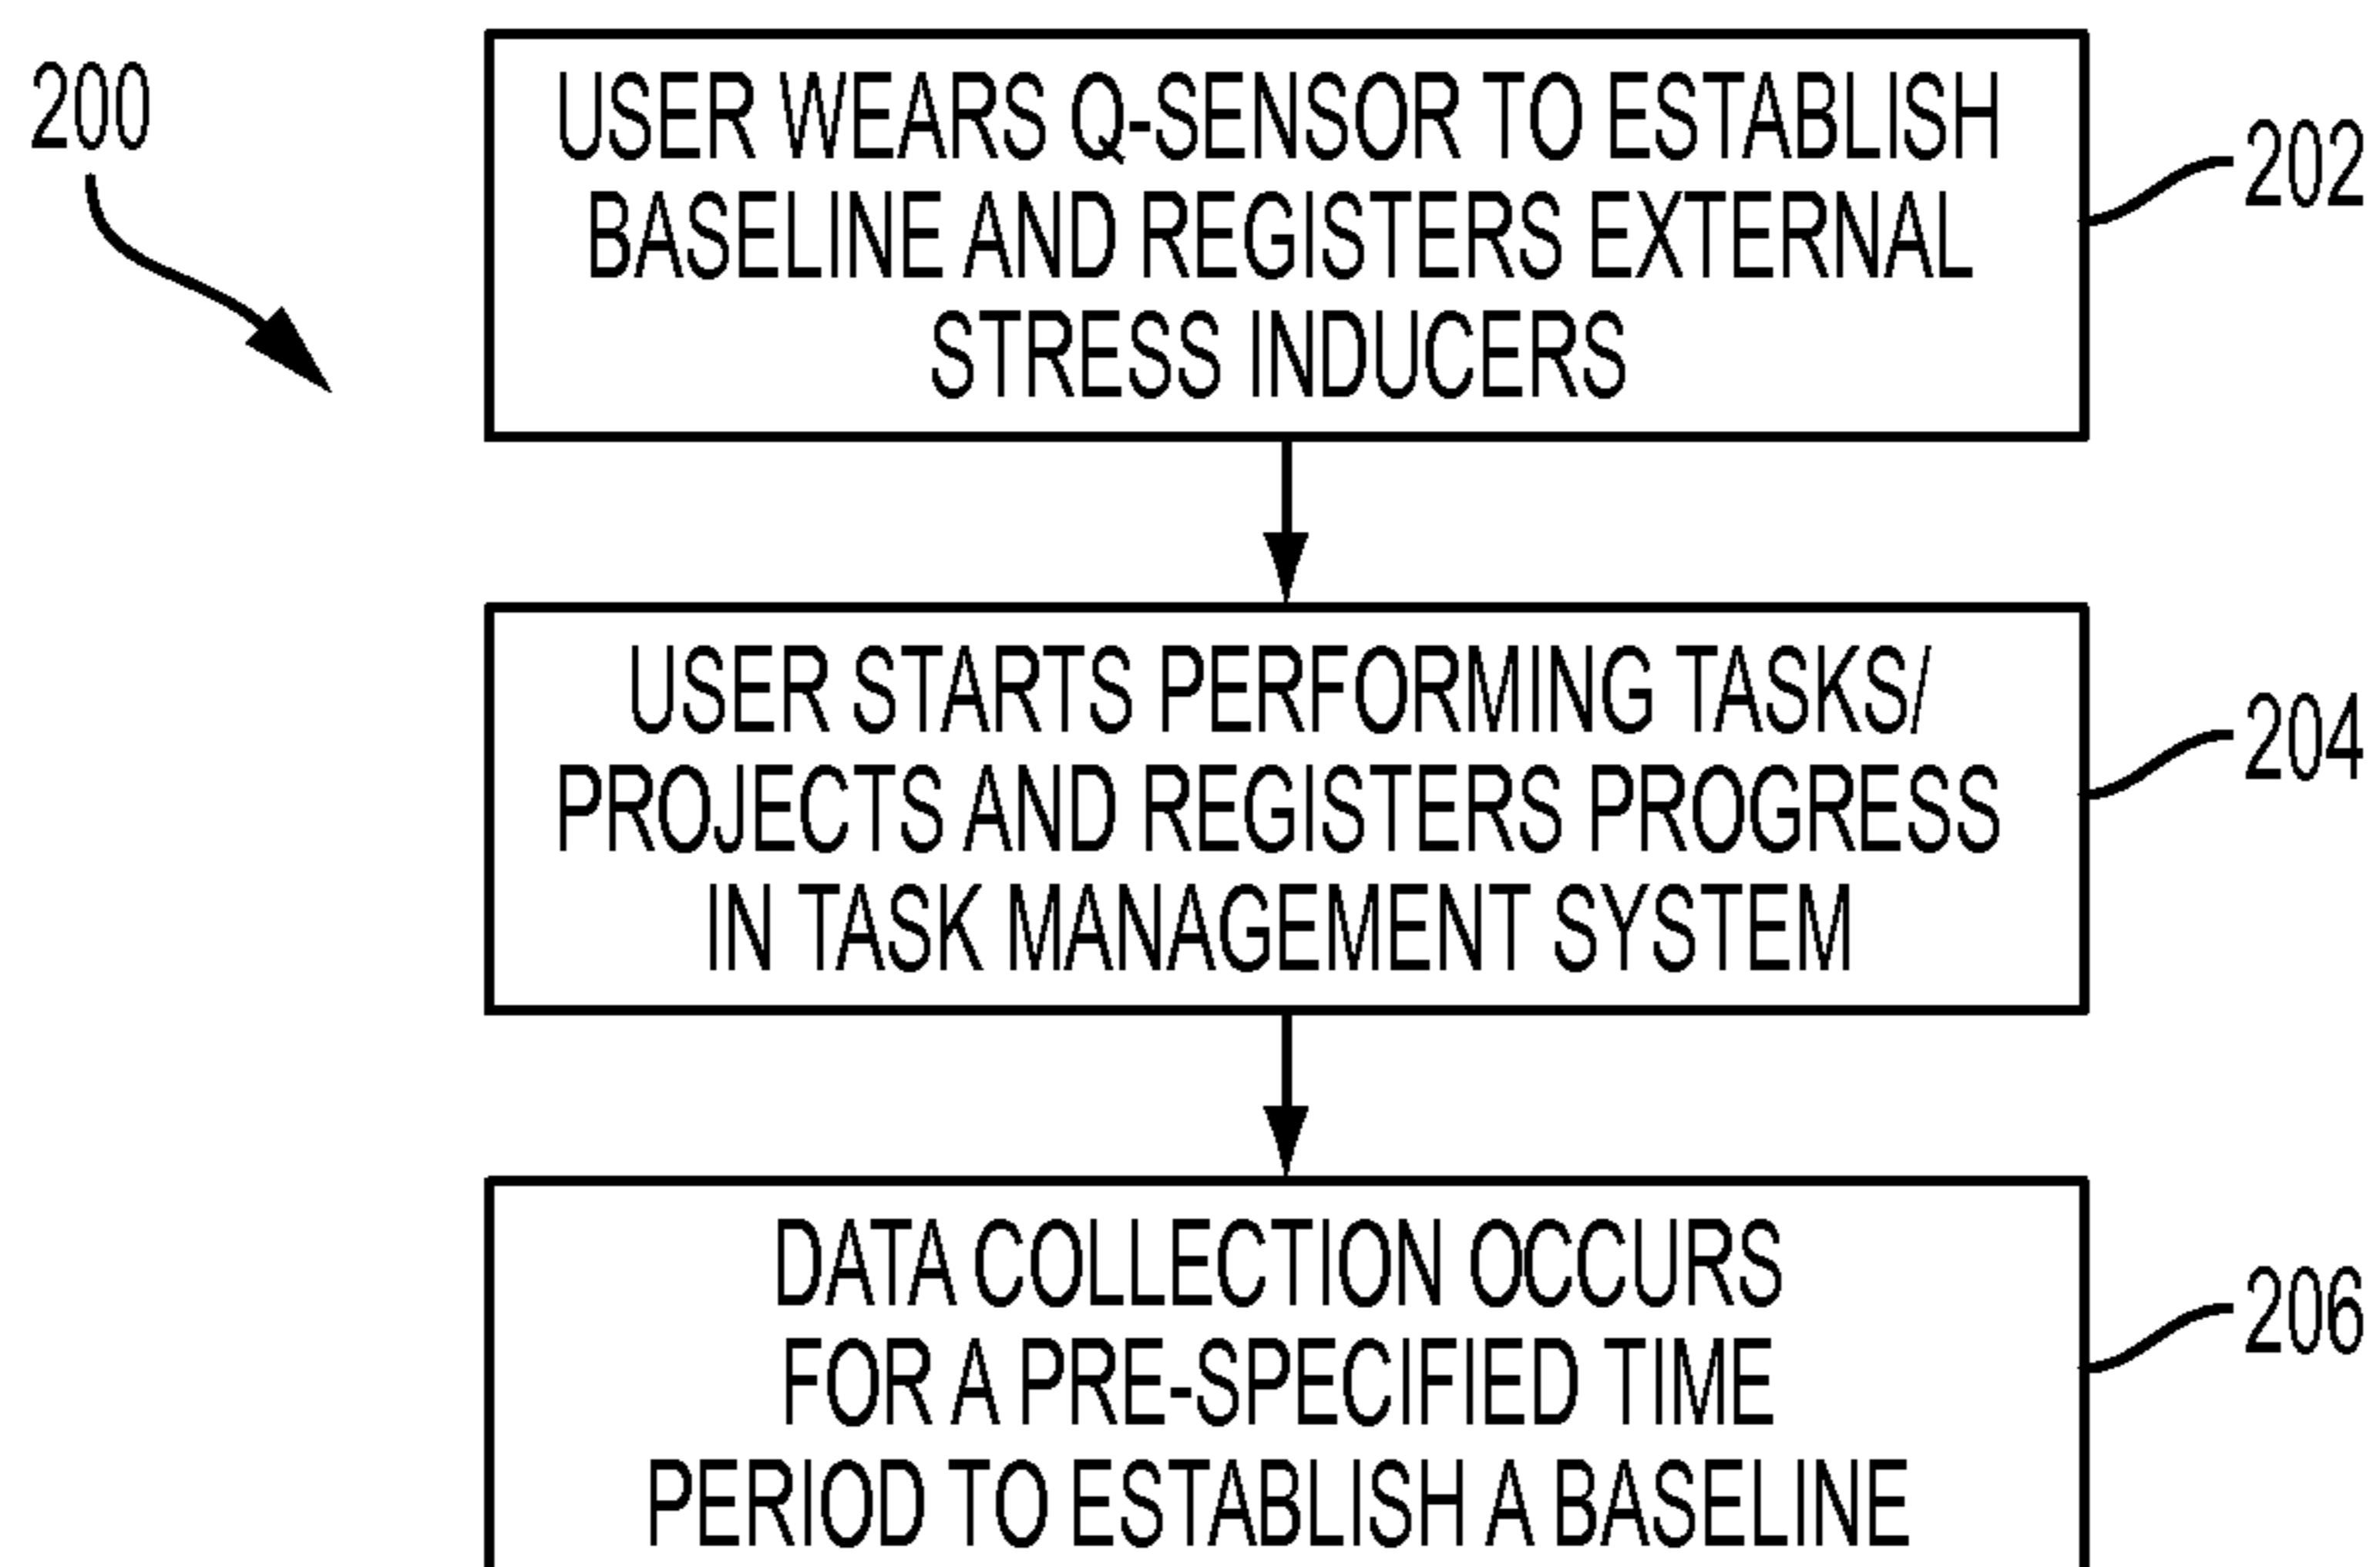 200
USER WEARS Q-SENSOR TO ESTABLISH
BASELINE AND REGISTERS EXTERNAL
STRESS INDUCERS
202
USER STARTS PERFORMING TASKS/
PROJECTS AND REGISTERS PROGRESS
IN TASK MANAGEMENT SYSTEM
204
DATA COLLECTION OCCURS
FOR A PRE-SPECIFIED TIME
PERIOD TO ESTABLISH A BASELINE
206